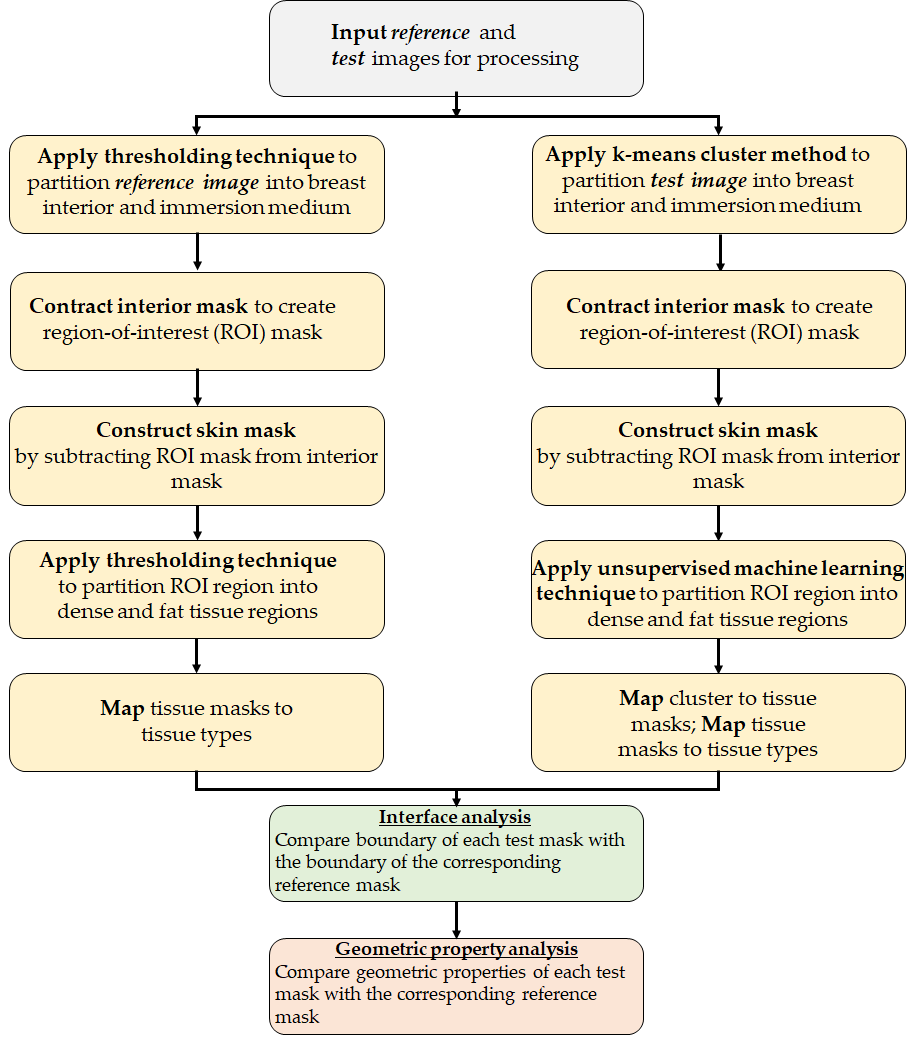 Input reference and
test images for processing
Apply thresholding technique to
partition reference image into breast
interior and immersion medium
Contract interior mask to create
region-of-interest (ROI) mask
Construct skin mask
by subtracting ROI mask from interior
mask
Apply thresholding technique
to partition ROI region into
dense and fat tissue regions
Map tissue masks to
tissue types
Apply k-means cluster method to
partition test image into breast
interior and immersion medium
Contract interior mask to create
region-of-interest (ROI) mask
Construct skin mask
by subtracting ROI mask from interior
mask
Apply unsupervised machine learning
technique to partition ROI region into
dense and fat tissue regions
Map cluster to tissue
masks; Map tissue
masks to tissue types
Interface analysis
Compare boundary of each test mask with
the boundary of the corresponding
reference mask
Geometric property analysis
Compare geometric properties of each test
mask with the corresponding reference
mask